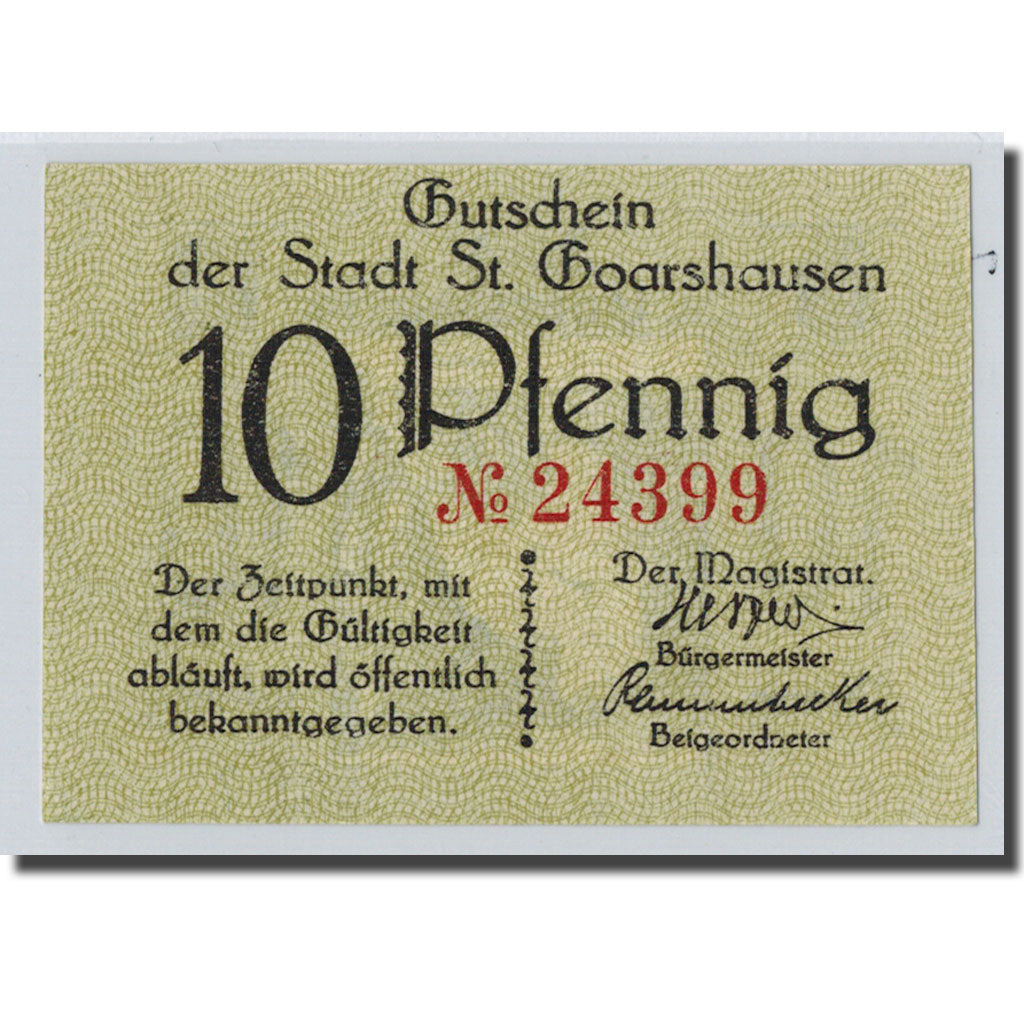 Gutschein
der Stadt St. Goarshausen
10 Pfennig
№ 24399
Der Zeitpunkt, mit
dem die Gültigkeit
abläuft, wird öffentlich
bekanntgegeben.
Der Magistrat.
Bürgermeister
Beigeordneter